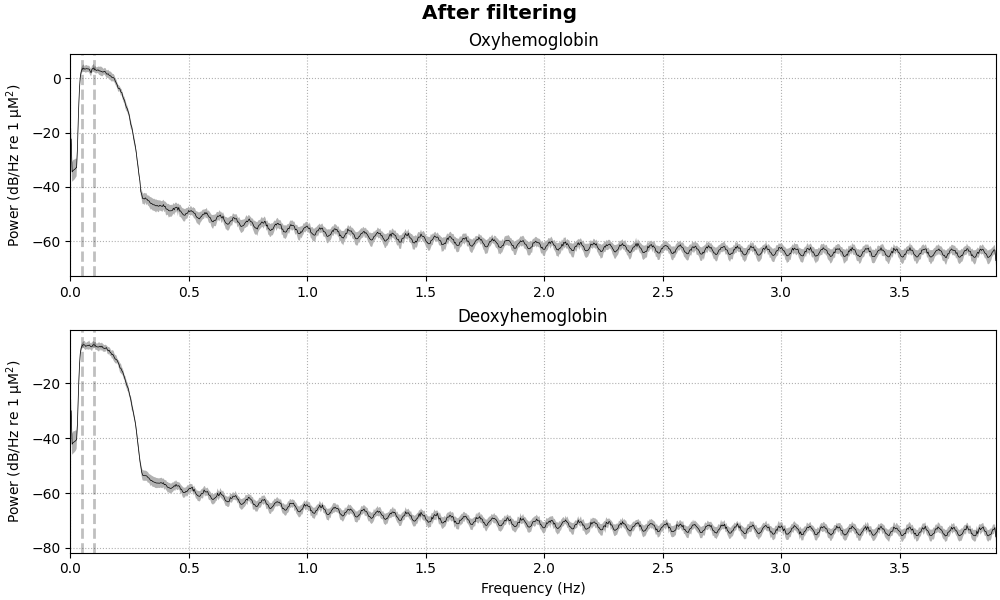 After filtering
Oxyhemoglobin
Power (dB/Hz re 1 µM²)
0
−20
−40
−60
0.0 0.5 1.0 1.5 2.0 2.5 3.0 3.5
Deoxyhemoglobin
Power (dB/Hz re 1 µM²)
−20
−40
−60
−80
0.0 0.5 1.0 1.5 2.0 2.5 3.0 3.5
Frequency (Hz)